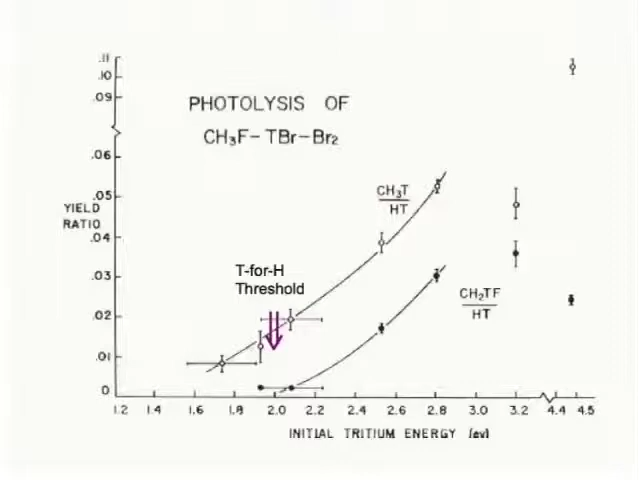 .11
.10
.09
PHOTOLYSIS OF
CH3F-TBr-Br2
.06
.05
YIELD
RATIO
.04
.03
.02
.01
0
CH3T
HT
T-for-H
Threshold
CH2TF
HT
1.2 1.4 1.6 1.8 2.0 2.2 2.4 2.6 2.8 3.0 3.2 4.4 4.5
INITIAL TRITIUM ENERGY (ev)